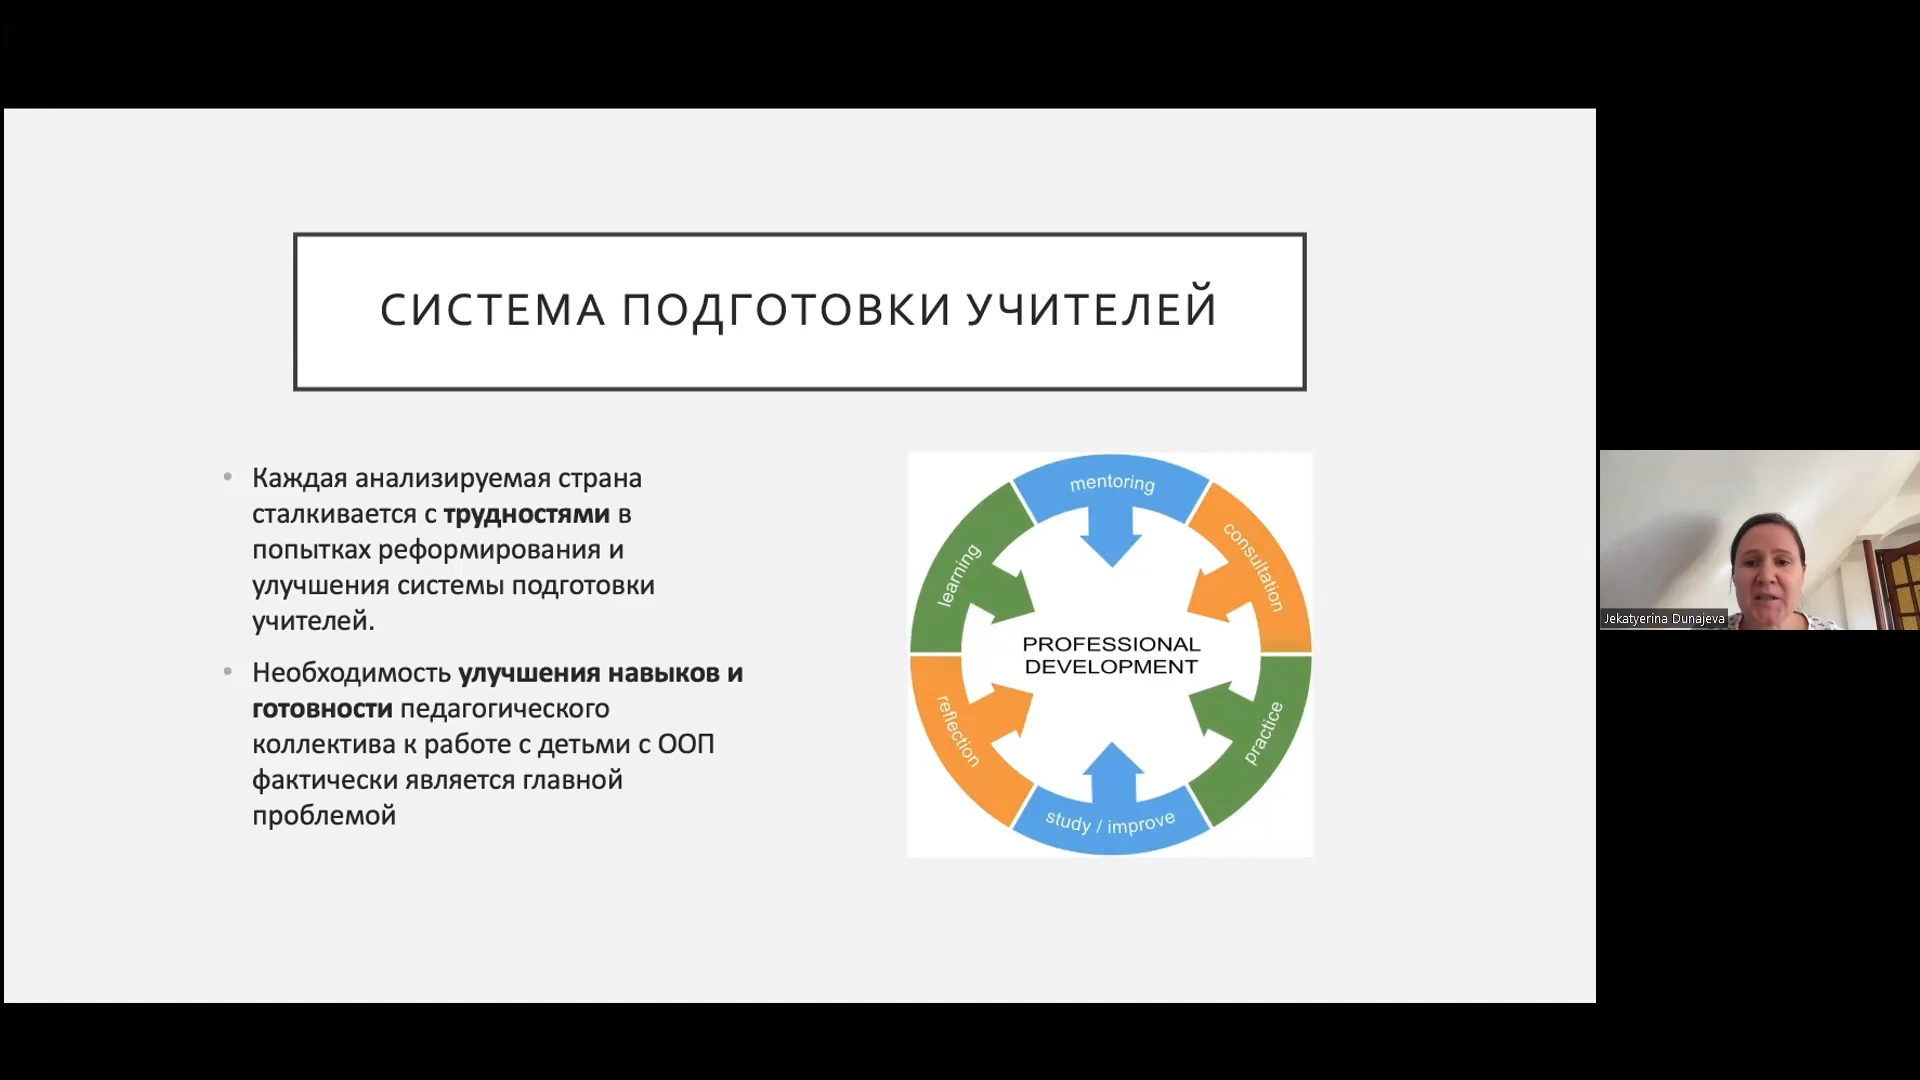 СИСТЕМА ПОДГОТОВКИ УЧИТЕЛЕЙ
• Каждая анализируемая страна
сталкивается с трудностями в
попытках реформирования и
улучшения системы подготовки
учителей.
• Необходимость улучшения навыков и
готовности педагогического
коллектива к работе с детьми с ООП
фактически является главной
проблемой
mentoring
consultation
practice
study / improve
reflection
learning
PROFESSIONAL
DEVELOPMENT
Jekatyerina Dunajeva